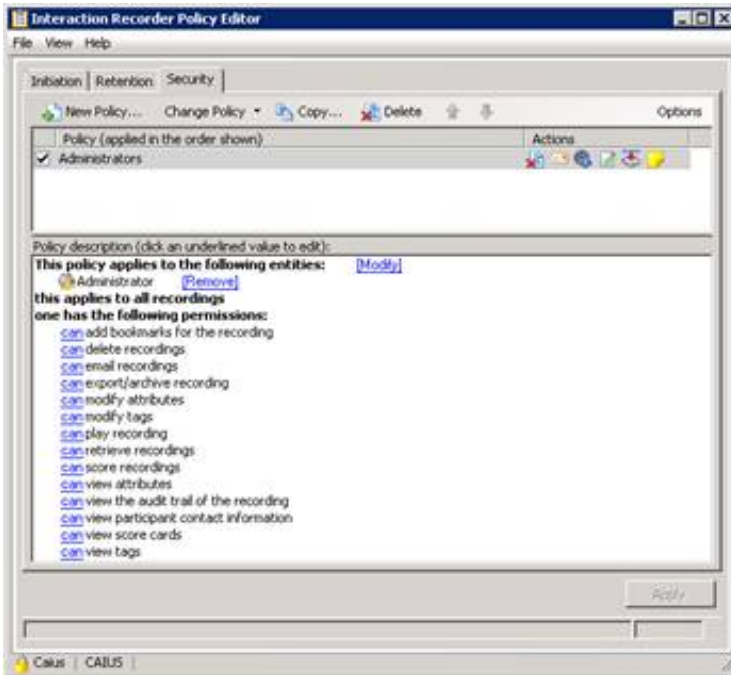 Interaction Recorder Policy Editor
File View Help
Initiation Retention Security
New Policy... Change Policy Copy... Delete Options
Policy (applied in the order shown) Actions
Administrators
Policy description (click an underlined value to edit):
This policy applies to the following entities: [Modify]
Administrator [Remove]
this applies to all recordings
one has the following permissions:
can add bookmarks for the recording
can delete recordings
can email recordings
can export/archive recording
can modify attributes
can modify tags
can play recording
can retrieve recordings
can score recordings
can view attributes
can view the audit trail of the recording
can view participant contact information
can view score cards
can view tags
Apply
Caius CAIUS